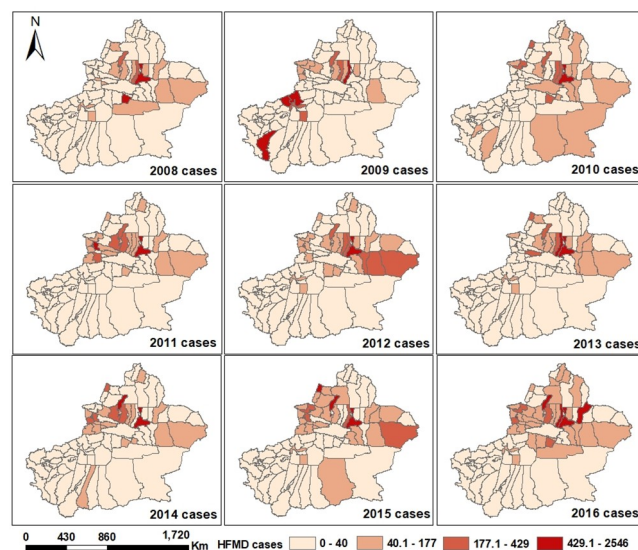 N
2008 cases
2009 cases
2010 cases
2011 cases
2012 cases
2013 cases
2014 cases
2015 cases
2016 cases
0 430 860 1,720 Km
HFMD cases 0 - 40 40.1 - 177 177.1 - 429 429.1 - 2546